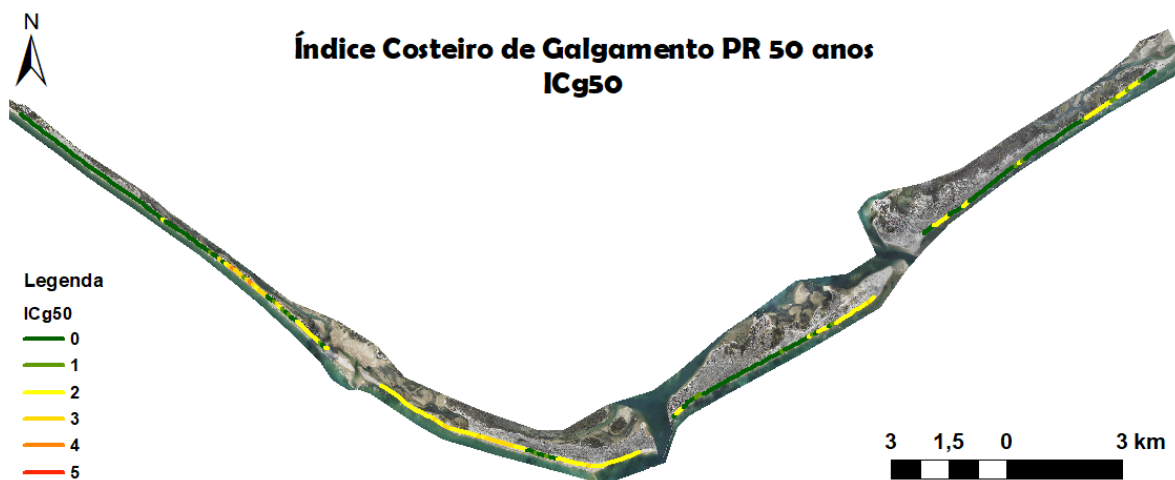 N
Índice Costeiro de Galgamento PR 50 anos
ICg50
Legenda
ICg50
0
1
2
3
4
5
3 1,5 0 3 km